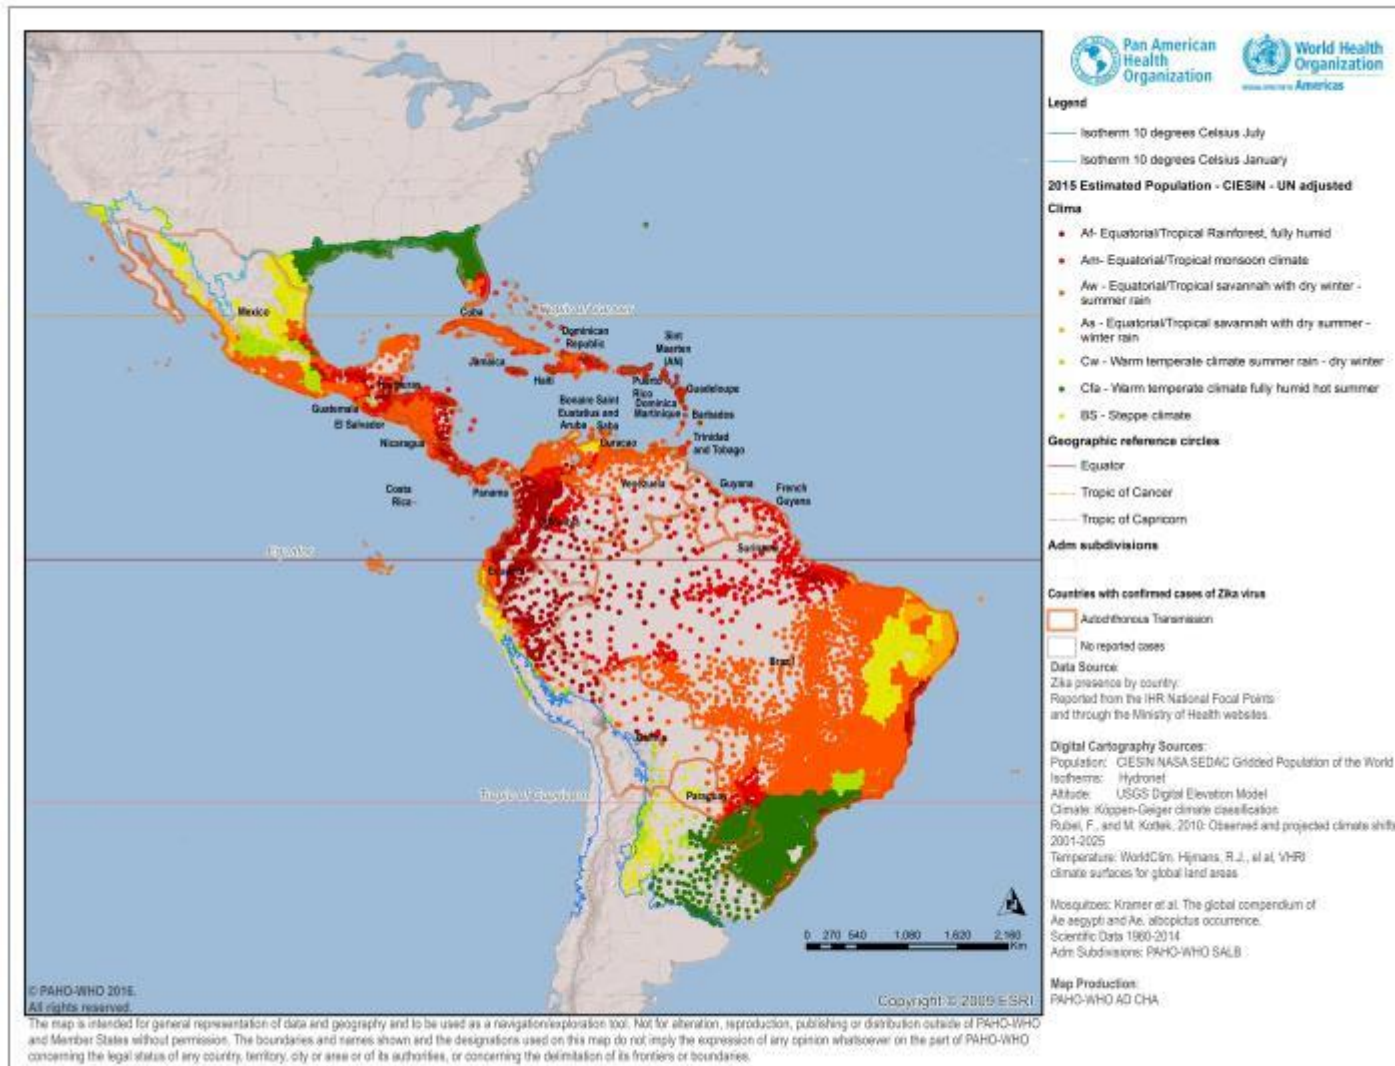 Pan American
Health
Organization
World Health
Organization
Americas
Legend
Isotherm 10 degrees Celsius July
Isotherm 10 degrees Celsius January
2015 Estimated Population - CIESIN - UN adjusted
Clima
Af- Equatorial/Tropical Rainforest, fully humid
Am- Equatorial/Tropical monsoon climate
Aw - Equatorial/Tropical savannah with dry winter -
summer rain
As - Equatorial/Tropical savannah with dry summer -
winter rain
Cw - Warm temperate climate summer rain - dry winter
Cfa - Warm temperate climate fully humid hot summer
BS - Steppe climate
Geographic reference circles
Equator
Tropic of Cancer
Tropic of Capricorn
Adm subdivisions
Countries with confirmed cases of Zika virus
Autochthonous Transmission
No reported cases
Data Source:
Zika presence by country:
Reported from the IHR National Focal Points
and through the Ministry of Health websites.
Digital Cartography Sources:
Population: CIESIN NASA SEDAC Gridded Population of the World
Isotherms: Hydronet
Altitude: USGS Digital Elevation Model
Climate: Köppen-Geiger climate classification
Rubel, F., and M. Kottek, 2010: Observed and projected climate shifts
2001-2025
Temperature: WorldClim, Hijmans, R.J., el al, VHRI
climate surfaces for global land areas
Mosquitoes: Kramer et al. The global compendium of
Ae aegypti and Ae. albopictus occurrence.
Scientific Data 1960-2014
Adm Subdivisions: PAHO-WHO SALB
Map Production:
PAHO-WHO AD CHA
Mexico
Cuba
Tropic of Cancer
Dominican
Republic
Sint
Maarten
(AN)
Jamaica
Haiti
Puerto
Rico
Guadeloupe
Honduras
Dominica
Martinique
Barbados
Guatemala
El Salvador
Bonaire Saint
Eustatius and
Aruba Saba
Curacao
Nicaragua
Trinidad
and Tobago
Costa
Rica
Panama
Venezuela
Guyana
French
Guyana
Suriname
Equator
Brazil
Tropic of Capricorn
Paraguay
0 270 540 1,080 1,620 2,160
Km
© PAHO-WHO 2016.
All rights reserved.
Copyright © 2009 ESRI
The map is intended for general representation of data and geography and to be used as a navigation/exploration tool. Not for alteration, reproduction, publishing or distribution outside of PAHO-WHO
and Member States without permission. The boundaries and names shown and the designations used on this map do not imply the expression of any opinion whatsoever on the part of PAHO-WHO
concerning the legal status of any country, territory, city or area or of its authorities, or concerning the delimitation of its frontiers or boundaries.